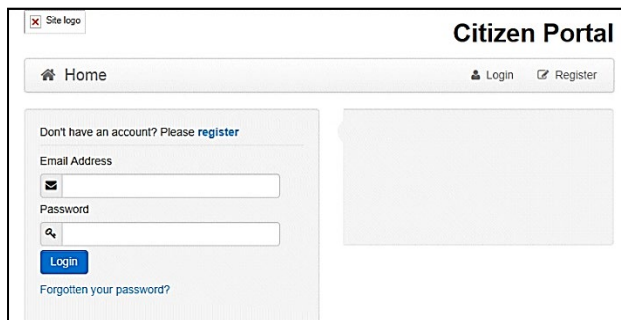 Site logo
Citizen Portal
Home
Login
Register
Don't have an account? Please register
Email Address
Password
Login
Forgotten your password?